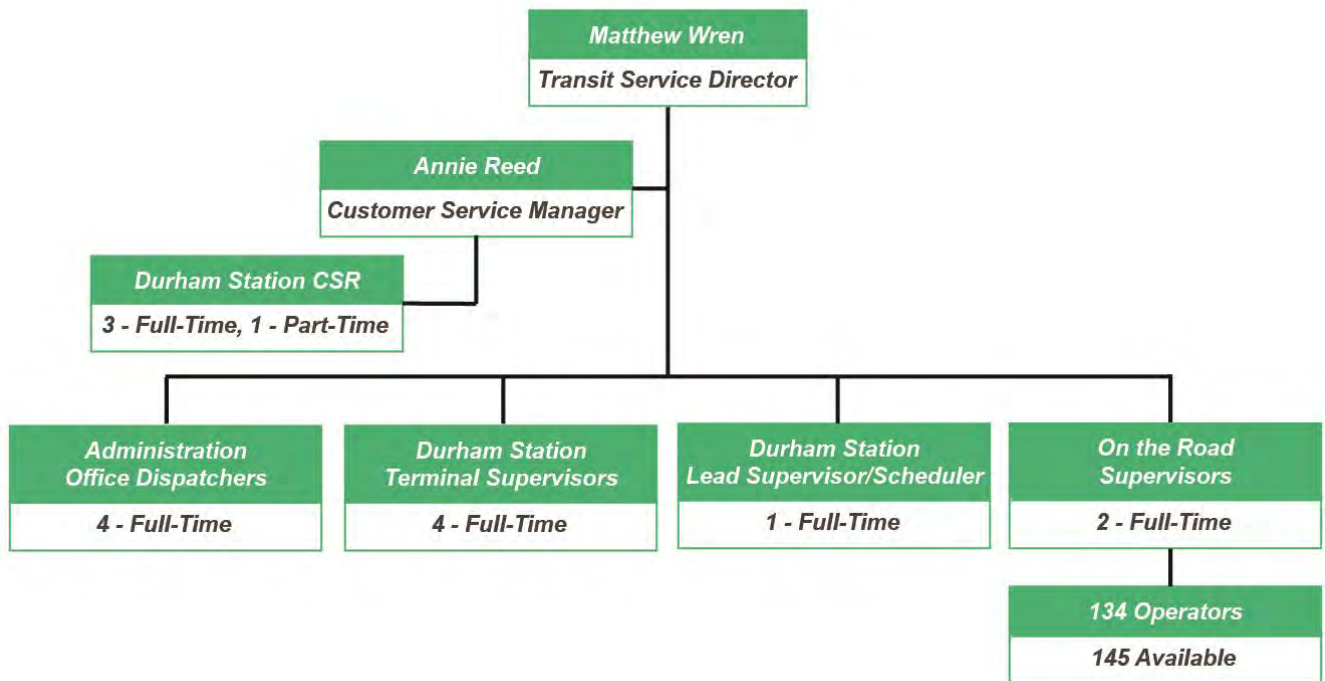 Matthew Wren
Transit Service Director
Annie Reed
Customer Service Manager
Durham Station CSR
3 - Full-Time, 1 - Part-Time
Administration
Office Dispatchers
4 - Full-Time
Durham Station
Terminal Supervisors
4 - Full-Time
Durham Station
Lead Supervisor/Scheduler
1 - Full-Time
On the Road
Supervisors
2 - Full-Time
134 Operators
145 Available